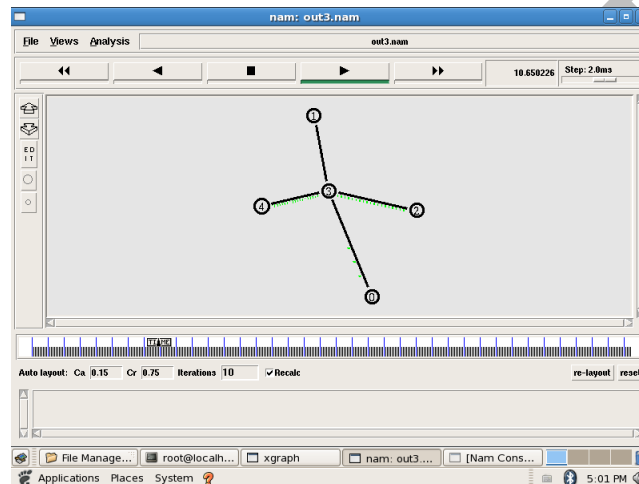 nam: out3.nam
File Views Analysis out3.nam
10.650226 Step: 2.0ms
1
ED
IT
3
4
2
0
TIME
Auto layout: Ca 0.15 Cr 0.75 Iterations 10 Recalc re-layout reset
File Manage... root@localh... xgraph nam: out3.... [Nam Cons...
Applications Places System 5:01 PM